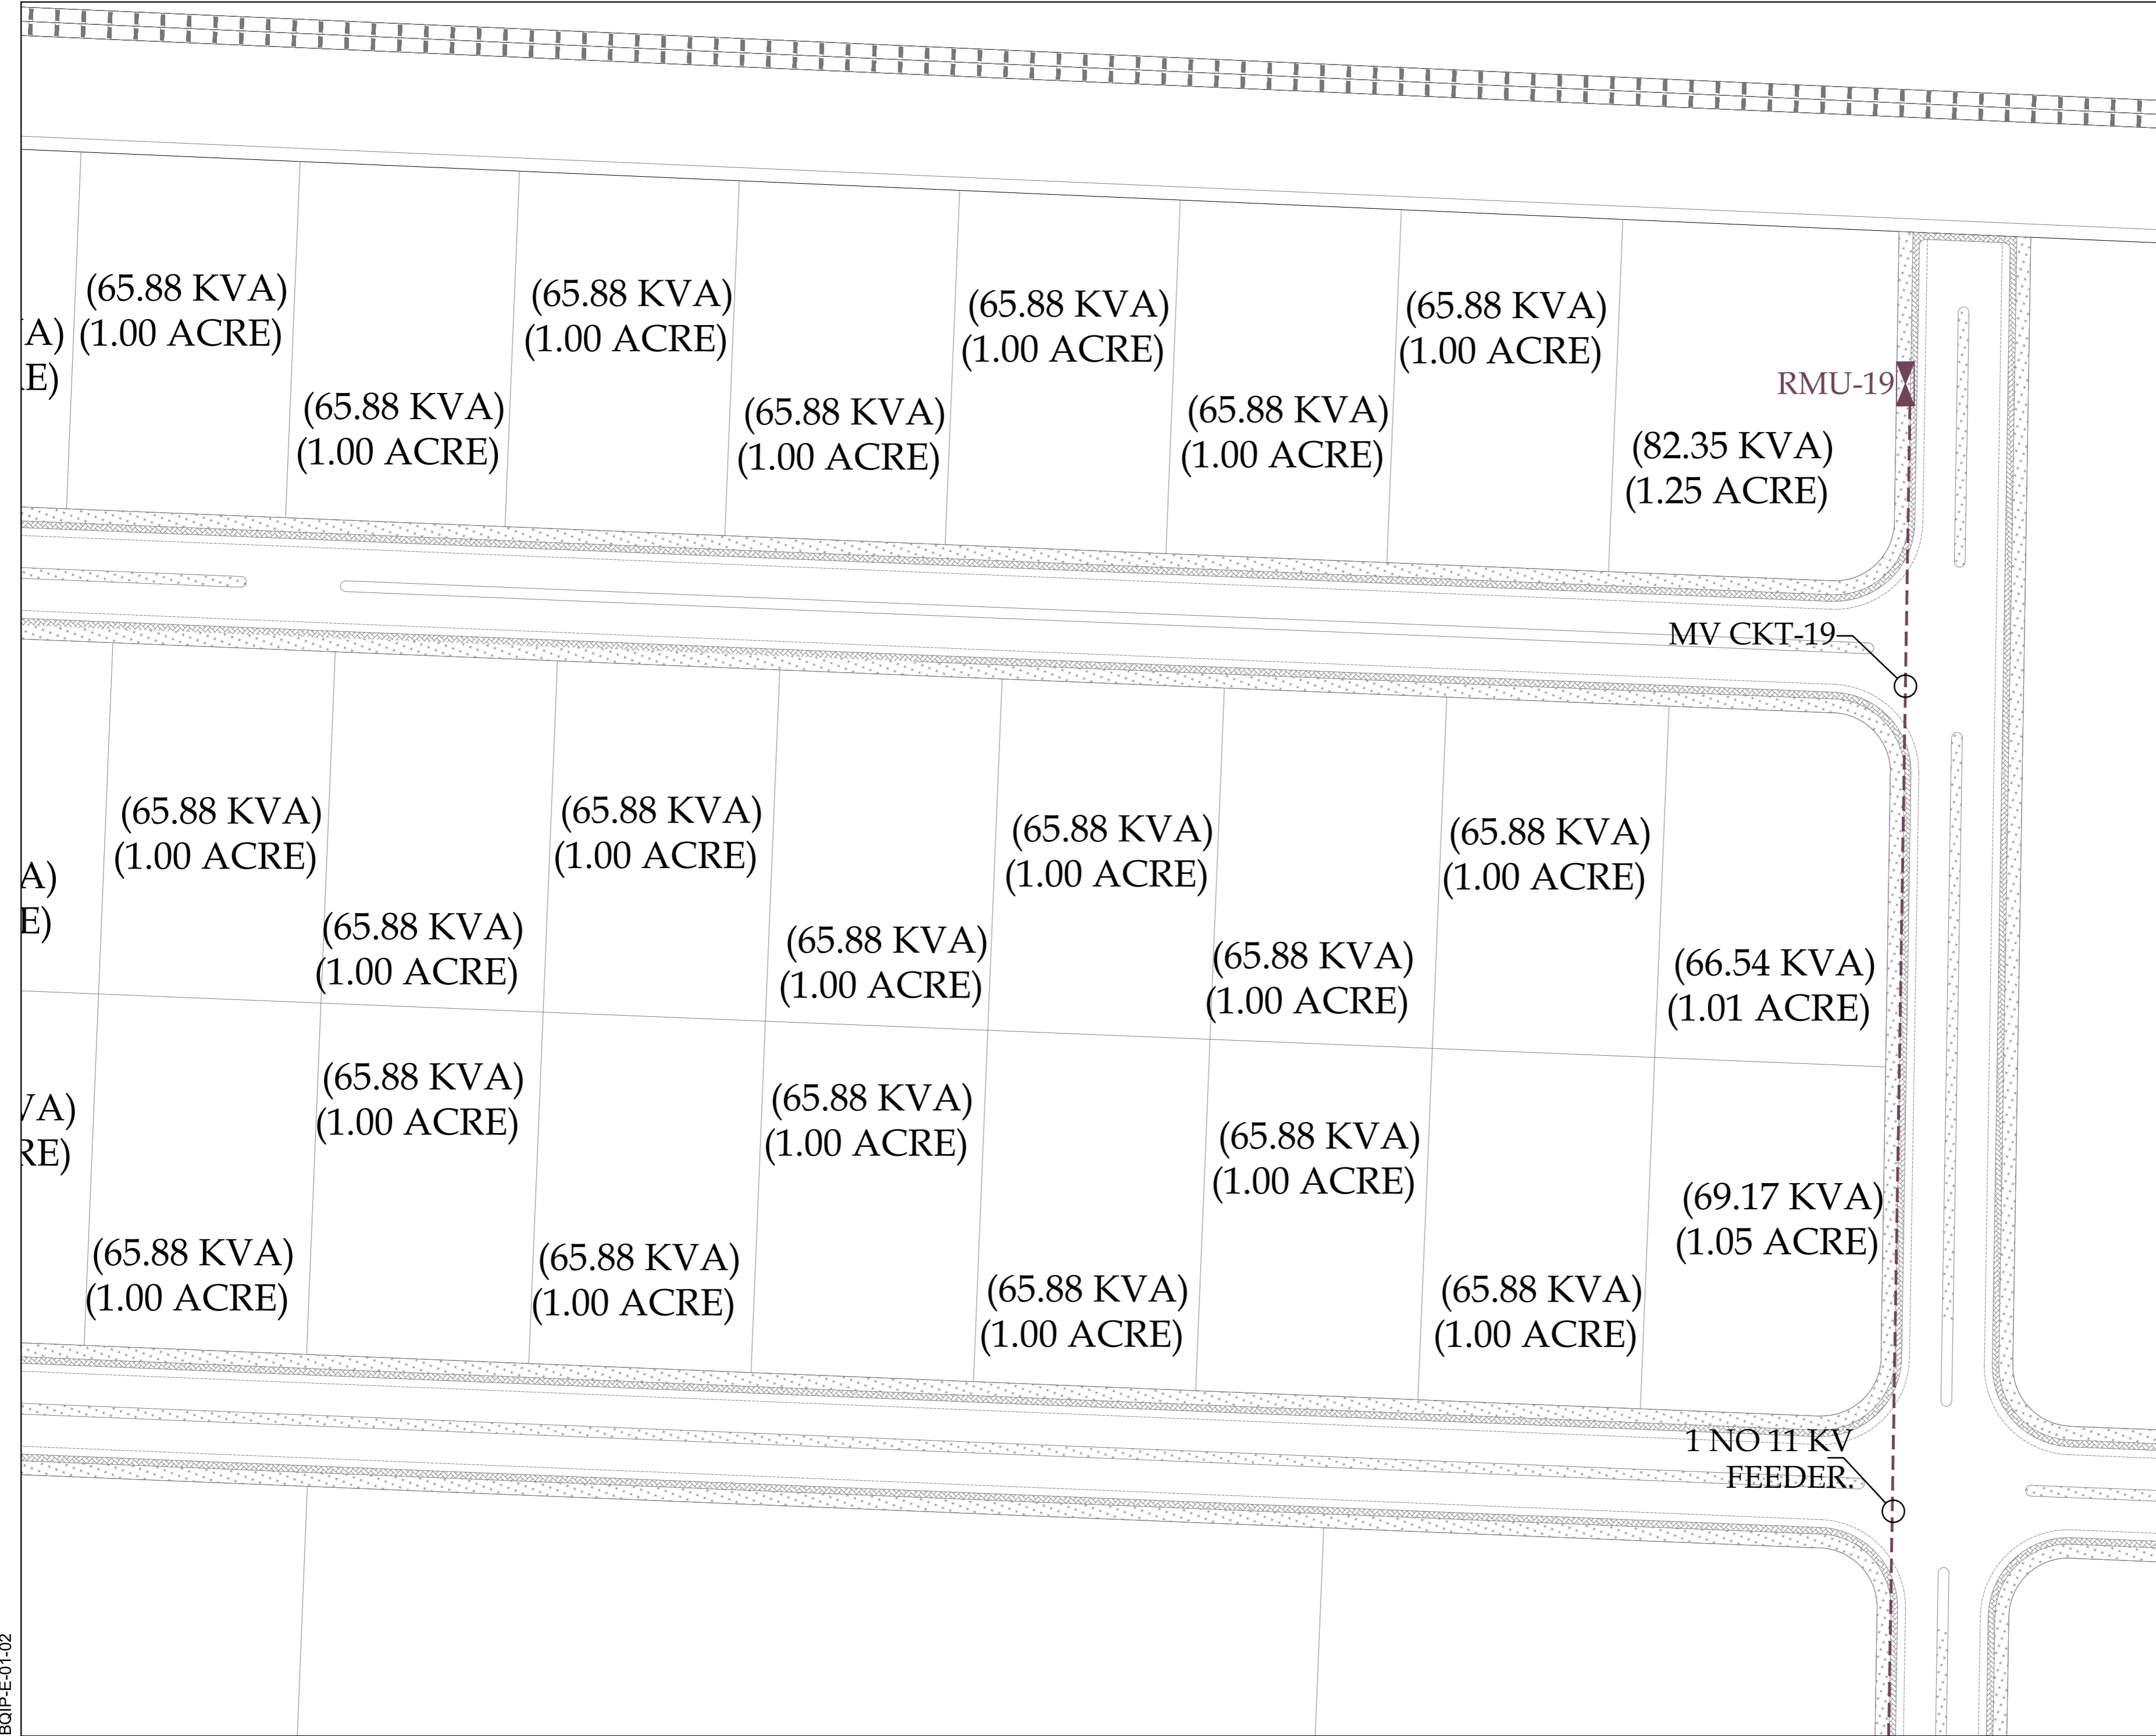 (65.88 KVA)
(1.00 ACRE)
(65.88 KVA)
(1.00 ACRE)
(65.88 KVA)
(1.00 ACRE)
(65.88 KVA)
(1.00 ACRE)
(65.88 KVA)
(1.00 ACRE)
(65.88 KVA)
(1.00 ACRE)
(65.88 KVA)
(1.00 ACRE)
RMU-19
(82.35 KVA)
(1.25 ACRE)
A)
E)
MV CKT-19
(65.88 KVA)
(1.00 ACRE)
(65.88 KVA)
(1.00 ACRE)
(65.88 KVA)
(1.00 ACRE)
(65.88 KVA)
(1.00 ACRE)
(65.88 KVA)
(1.00 ACRE)
(65.88 KVA)
(1.00 ACRE)
(65.88 KVA)
(1.00 ACRE)
(66.54 KVA)
(1.01 ACRE)
A)
E)
(65.88 KVA)
(1.00 ACRE)
(65.88 KVA)
(1.00 ACRE)
(65.88 KVA)
(1.00 ACRE)
(65.88 KVA)
(1.00 ACRE)
(65.88 KVA)
(1.00 ACRE)
(65.88 KVA)
(1.00 ACRE)
(65.88 KVA)
(1.00 ACRE)
(69.17 KVA)
(1.05 ACRE)
VA)
RE)
1 NO 11 KV
FEEDER.
BQIP-E-01-02